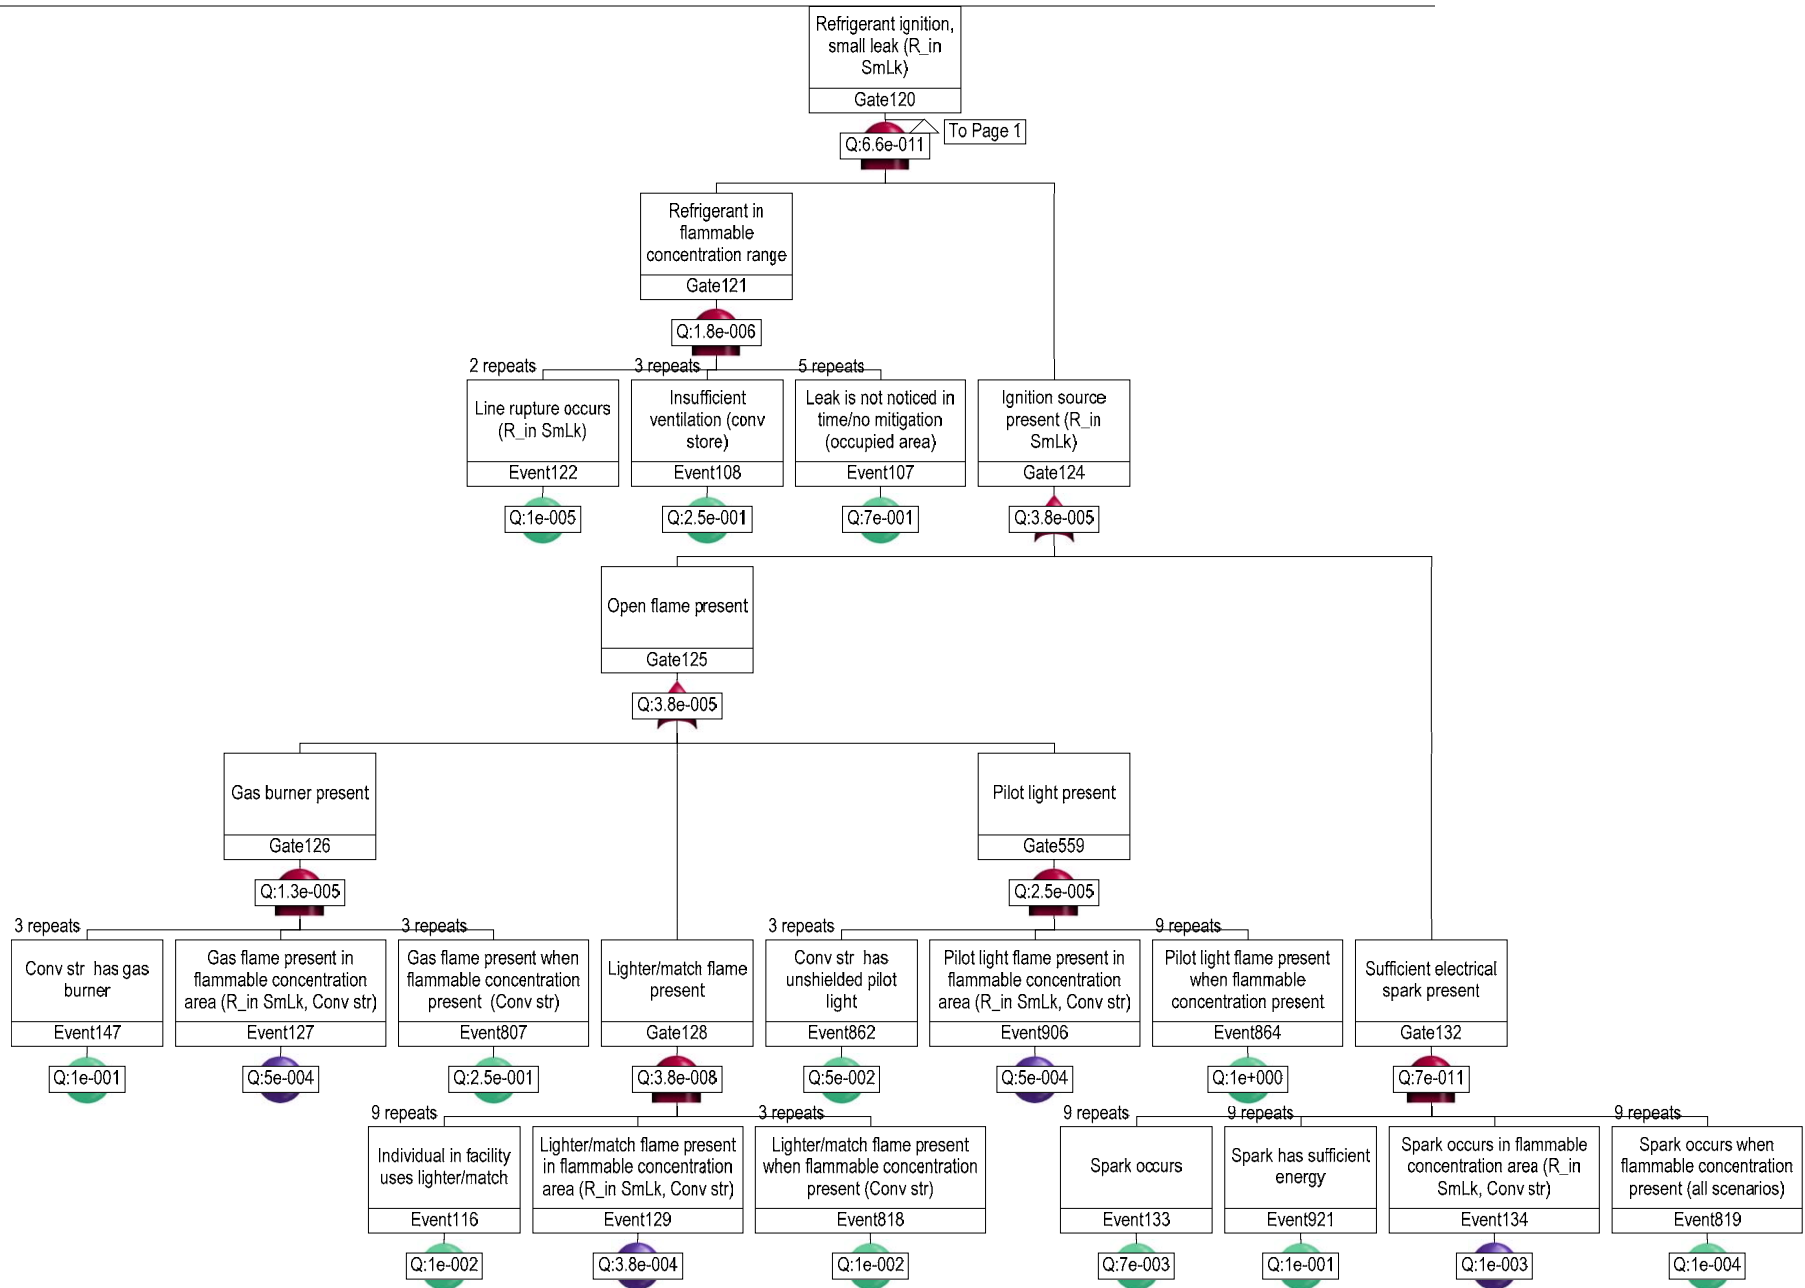 Refrigerant ignition,
small leak (R_in
SmLk)
Gate120
To Page 1
Q:6.6e-011
Refrigerant in
flammable
concentration range
Gate121
Q:1.8e-006
2 repeats
3 repeats
5 repeats
Line rupture occurs
(R_in SmLk)
Event122
Q:1e-005
Insufficient
ventilation (conv
store)
Event108
Q:2.5e-001
Leak is not noticed in
time/no mitigation
(occupied area)
Event107
Q:7e-001
Ignition source
present (R_in
SmLk)
Gate124
Q:3.8e-005
Open flame present
Gate125
Q:3.8e-005
Gas burner present
Gate126
Q:1.3e-005
Pilot light present
Gate559
Q:2.5e-005
3 repeats
Conv str has gas
burner
Event147
Q:1e-001
Gas flame present in
flammable concentration
area (R_in SmLk, Conv str)
Event127
Q:5e-004
3 repeats
Gas flame present when
flammable concentration
present (Conv str)
Event807
Q:2.5e-001
Lighter/match flame
present
Gate128
Q:3.8e-008
3 repeats
Conv str has
unshielded pilot
light
Event862
Q:5e-002
Pilot light flame present in
flammable concentration
area (R_in SmLk, Conv str)
Event906
Q:5e-004
9 repeats
Pilot light flame present
when flammable
concentration present
Event864
Q:1e+000
Sufficient electrical
spark present
Gate132
Q:7e-011
9 repeats
Individual in facility
uses lighter/match
Event116
Q:1e-002
Lighter/match flame present
in flammable concentration
area (R_in SmLk, Conv str)
Event129
Q:3.8e-004
3 repeats
Lighter/match flame present
when flammable concentration
present (Conv str)
Event818
Q:1e-002
9 repeats
Spark occurs
Event133
Q:7e-003
9 repeats
Spark has sufficient
energy
Event921
Q:1e-001
Spark occurs in flammable
concentration area (R_in
SmLk, Conv str)
Event134
Q:1e-003
9 repeats
Spark occurs when
flammable concentration
present (all scenarios)
Event819
Q:1e-004